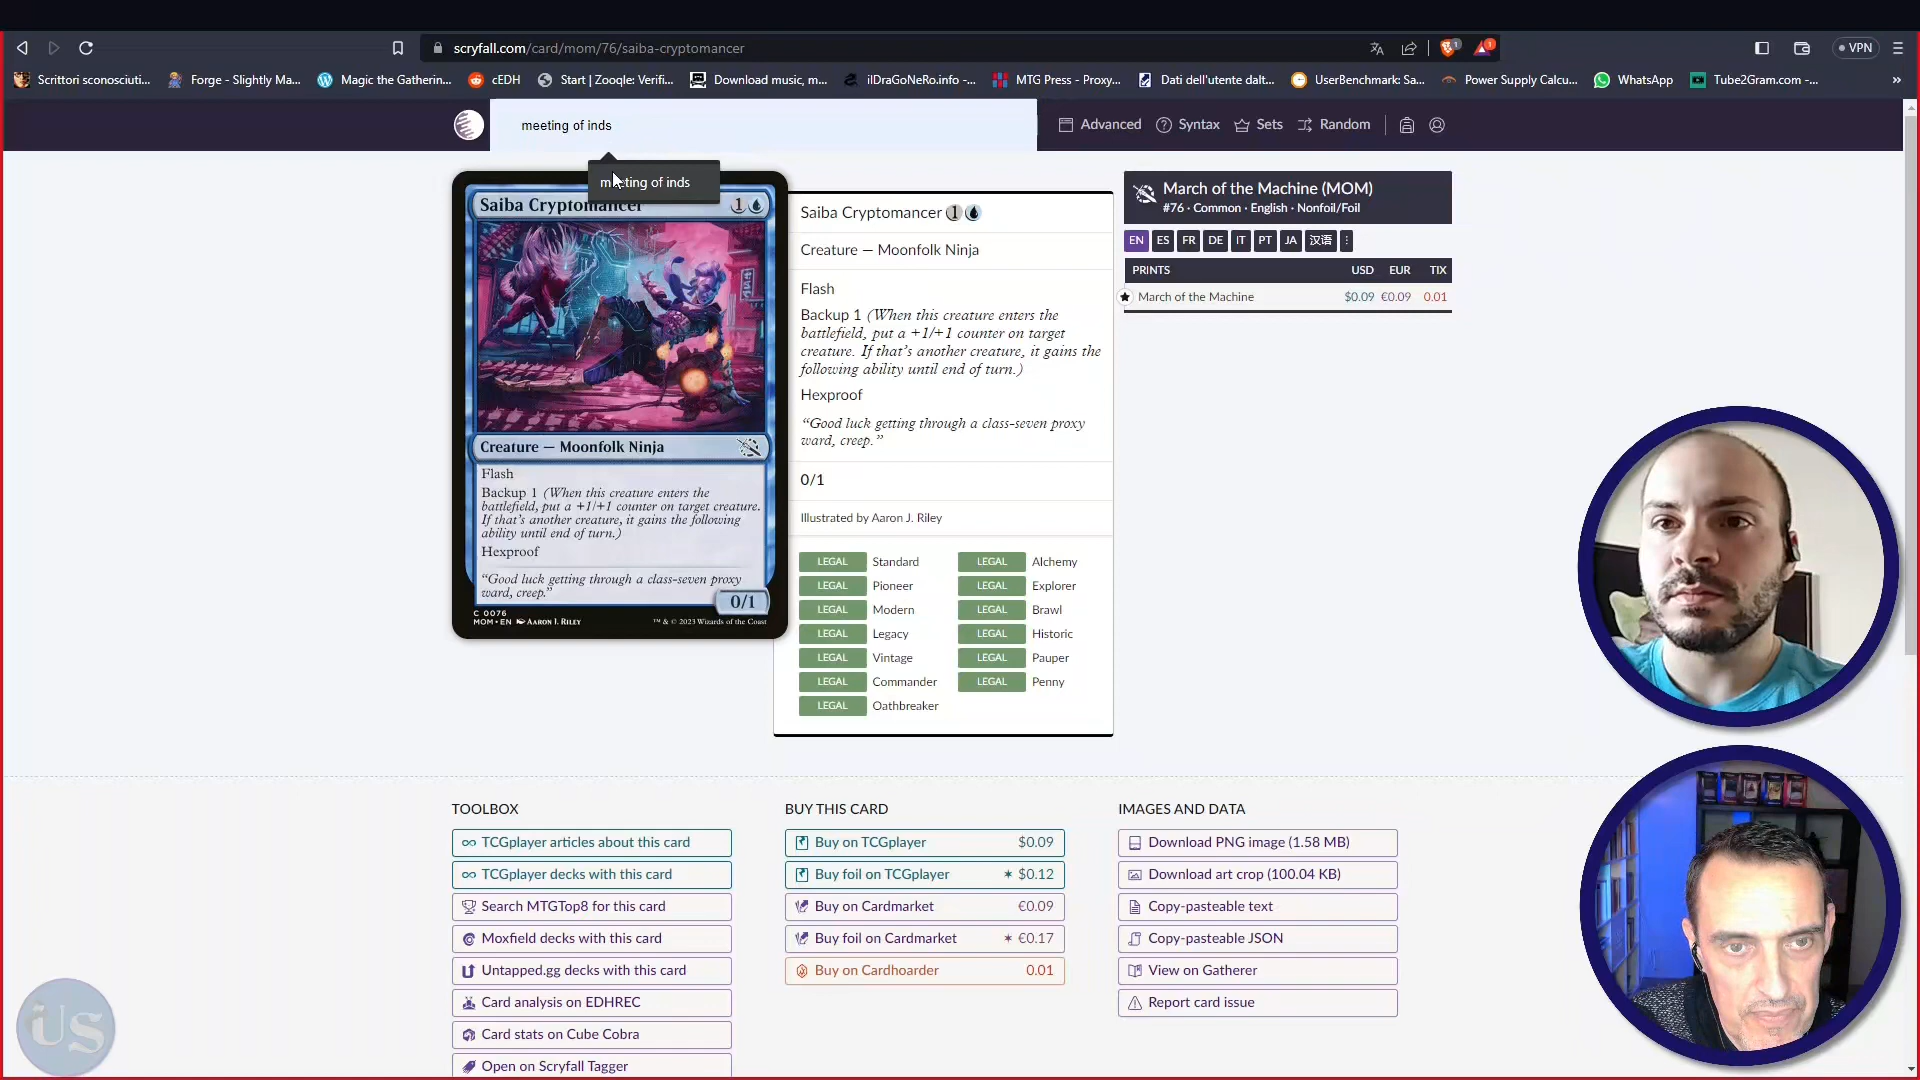 scryfall.com/card/mom/76/saiba-cryptomancer
1
1
VPN
Scrittori sconosciuti...
Forge - Slightly Ma...
Magic the Gatherin...
cEDH
Start | Zooqle: Verifi...
Download music, m...
ilDraGoNeRo.info -...
MTG Press - Proxy...
Dati dell'utente dalt...
UserBenchmark: Sa...
Power Supply Calcu...
WhatsApp
Tube2Gram.com -...
»
meeting of inds
Advanced
Syntax
Sets
Random
meeting of inds
Saiba Cryptomancer 1
Creature — Moonfolk Ninja
Flash
Backup 1 (When this creature enters the
battlefield, put a +1/+1 counter on target creature.
If that's another creature, it gains the following
ability until end of turn.)
Hexproof
“Good luck getting through a class-seven proxy
ward, creep.”
0/1
C 0076
MOM • EN AARON J. RILEY
™ & © 2023 Wizards of the Coast
Saiba Cryptomancer 1
Creature — Moonfolk Ninja
Flash
Backup 1 (When this creature enters the
battlefield, put a +1/+1 counter on target
creature. If that’s another creature, it gains the
following ability until end of turn.)
Hexproof
“Good luck getting through a class-seven proxy
ward, creep.”
0/1
Illustrated by Aaron J. Riley
LEGAL Standard LEGAL Alchemy
LEGAL Pioneer LEGAL Explorer
LEGAL Modern LEGAL Brawl
LEGAL Legacy LEGAL Historic
LEGAL Vintage LEGAL Pauper
LEGAL Commander LEGAL Penny
LEGAL Oathbreaker
March of the Machine (MOM)
#76 · Common · English · Nonfoil/Foil
EN ES FR DE IT PT JA 汉语
PRINTS USD EUR TIX
March of the Machine $0.09 €0.09 0.01
TOOLBOX
TCGplayer articles about this card
TCGplayer decks with this card
Search MTGTop8 for this card
Moxfield decks with this card
Untapped.gg decks with this card
Card analysis on EDHREC
Card stats on Cube Cobra
Open on Scryfall Tagger
BUY THIS CARD
Buy on TCGplayer $0.09
Buy foil on TCGplayer ✶ $0.12
Buy on Cardmarket €0.09
Buy foil on Cardmarket ✶ €0.17
Buy on Cardhoarder 0.01
IMAGES AND DATA
Download PNG image (1.58 MB)
Download art crop (100.04 KB)
Copy-pasteable text
Copy-pasteable JSON
View on Gatherer
Report card issue
US